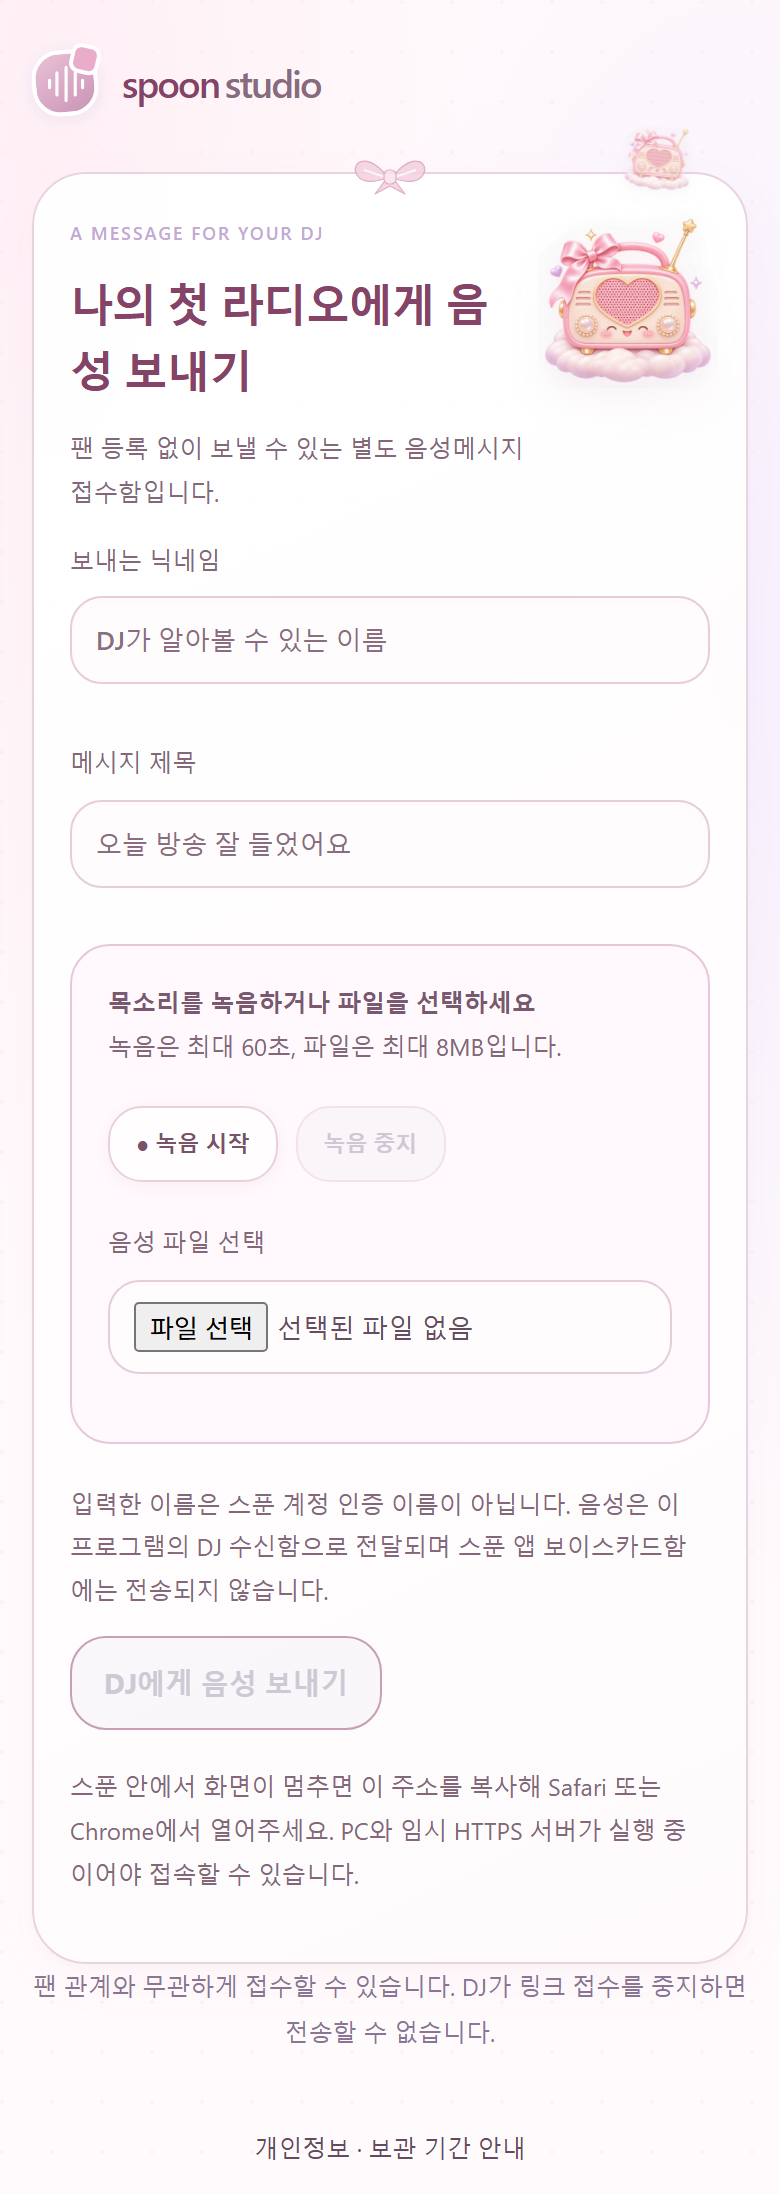 spoon studio
A MESSAGE FOR YOUR DJ
나의 첫 라디오에게 음
성 보내기
팬 등록 없이 보낼 수 있는 별도 음성메시지
접수함입니다.
보내는 닉네임
DJ가 알아볼 수 있는 이름
메시지 제목
오늘 방송 잘 들었어요
목소리를 녹음하거나 파일을 선택하세요
녹음은 최대 60초, 파일은 최대 8MB입니다.
● 녹음 시작 녹음 중지
음성 파일 선택
파일 선택 선택된 파일 없음
입력한 이름은 스푼 계정 인증 이름이 아닙니다. 음성은 이
프로그램의 DJ 수신함으로 전달되며 스푼 앱 보이스카드함
에는 전송되지 않습니다.
DJ에게 음성 보내기
스푼 안에서 화면이 멈추면 이 주소를 복사해 Safari 또는
Chrome에서 열어주세요. PC와 임시 HTTPS 서버가 실행 중
이어야 접속할 수 있습니다.
팬 관계와 무관하게 접수할 수 있습니다. DJ가 링크 접수를 중지하면
전송할 수 없습니다.
개인정보 · 보관 기간 안내